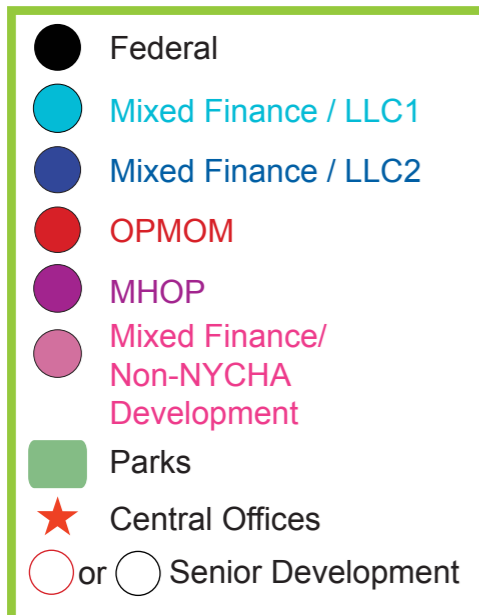 Federal
Mixed Finance / LLC1
Mixed Finance / LLC2
OPMOM
MHOP
Mixed Finance/
Non-NYCHA
Development
Parks
Central Offices
or Senior Development